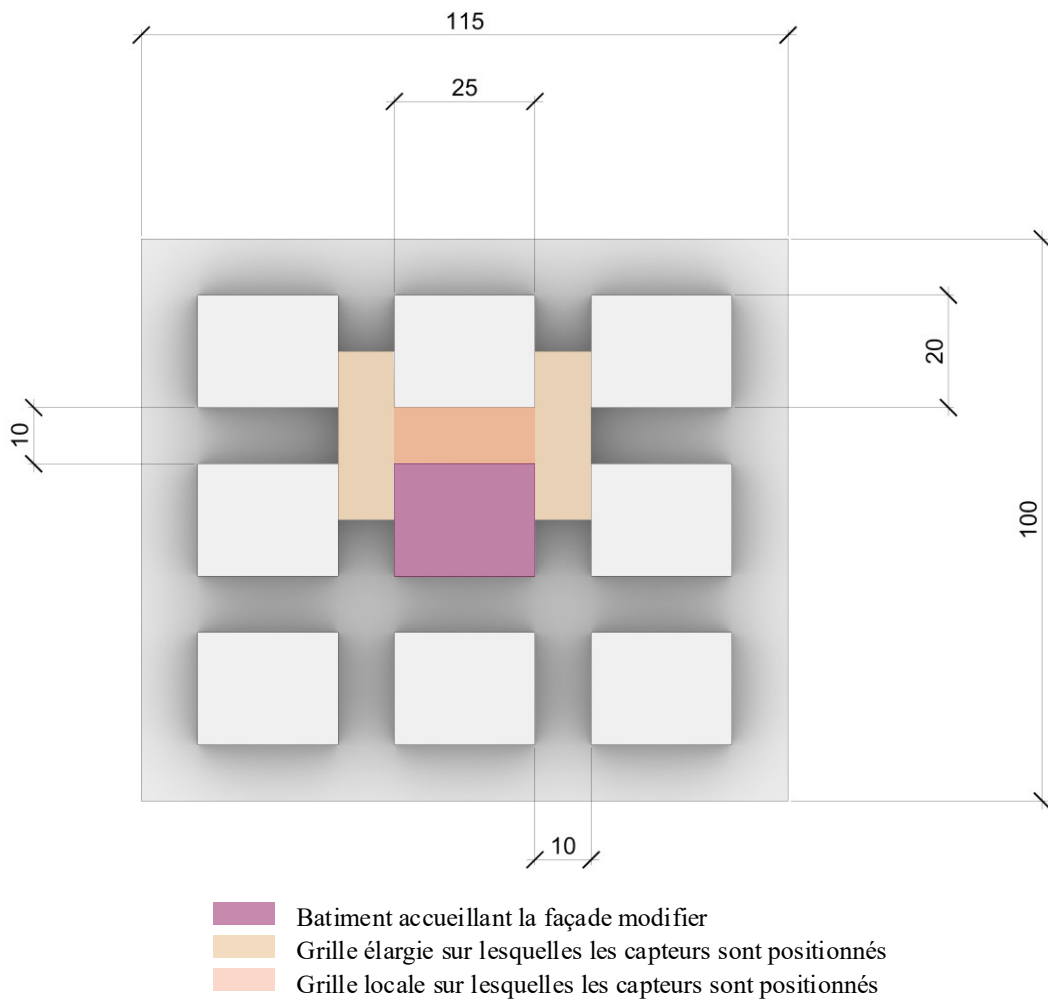 115
25
20
10
100
10
Batiment accueillant la façade modifier
Grille élargie sur lesquelles les capteurs sont positionnés
Grille locale sur lesquelles les capteurs sont positionnés